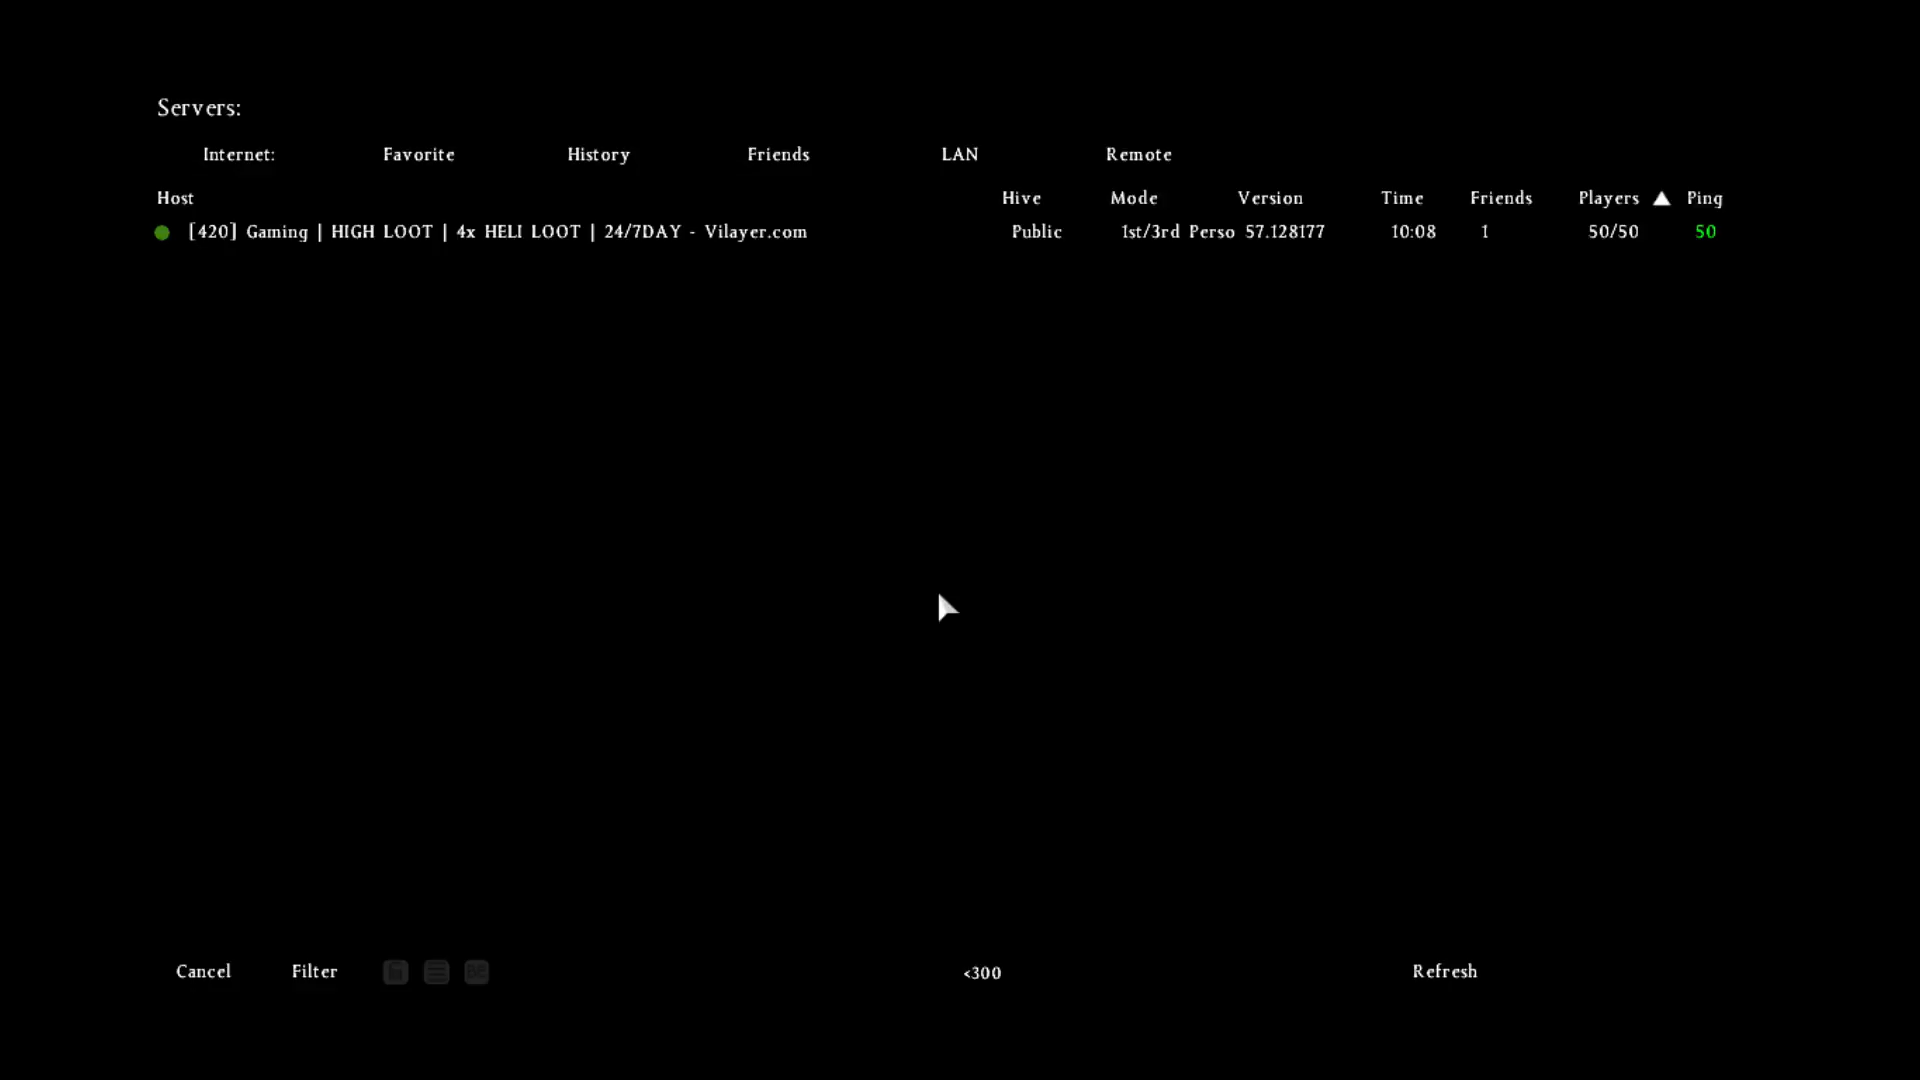 Servers:
Internet: Favorite History Friends LAN Remote
Host Hive Mode Version Time Friends Players Ping
[420] Gaming | HIGH LOOT | 4x HELI LOOT | 24/7DAY - Vilayer.com Public 1st/3rd Perso 57.128177 10:08 1 50/50 50
Cancel Filter <300 Refresh